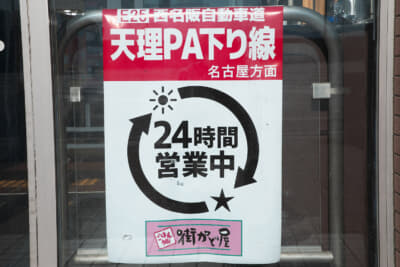 E25 西名阪自動車道
天理PA下り線
名古屋方面
24時間
営業中
街かど屋